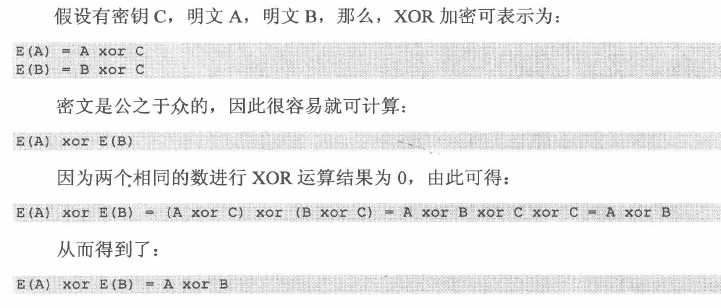 假设有密钥 C，明文 A，明文 B，那么，XOR 加密可表示为：
E(A) = A xor C
E(B) = B xor C
密文是公之于众的，因此很容易就可计算：
E(A) xor E(B)
因为两个相同的数进行 XOR 运算结果为 0，由此可得：
E(A) xor E(B) = (A xor C) xor (B xor C) = A xor B xor C xor C = A xor B
从而得到了：
E(A) xor E(B) = A xor B